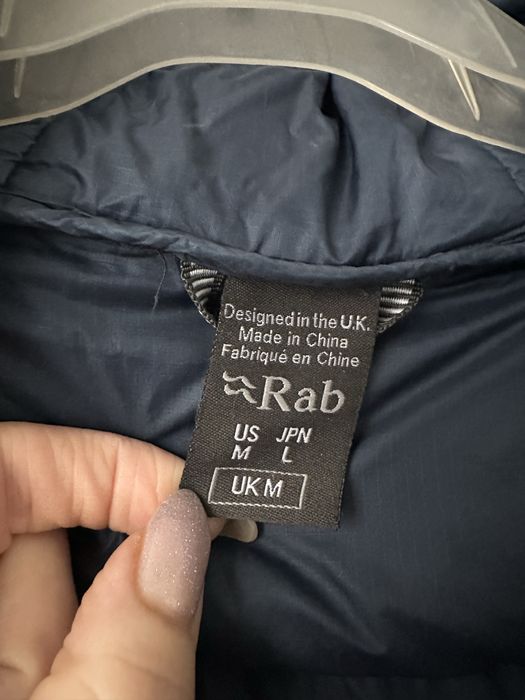 Designed in the U.K.
Made in China
Fabriqué en Chine
Rab
US JPN
M L
UK M